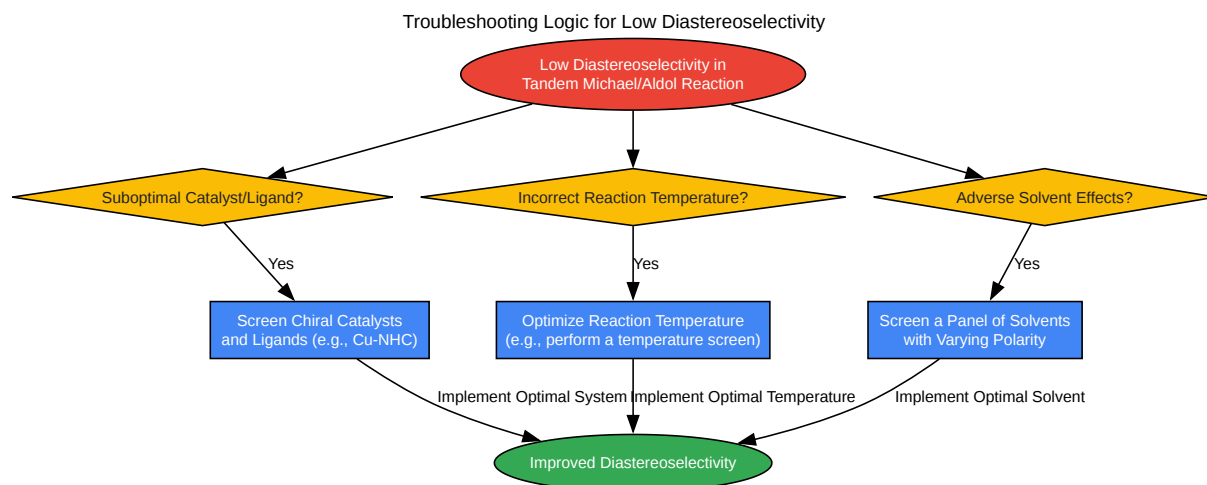 Troubleshooting Logic for Low Diastereoselectivity
Low Diastereoselectivity in
Tandem Michael/Aldol Reaction
Suboptimal Catalyst/Ligand?
Incorrect Reaction Temperature?
Adverse Solvent Effects?
Yes
Yes
Yes
Screen Chiral Catalysts
and Ligands (e.g., Cu-NHC)
Optimize Reaction Temperature
(e.g., perform a temperature screen)
Screen a Panel of Solvents
with Varying Polarity
Implement Optimal System
Implement Optimal Temperature
Implement Optimal Solvent
Improved Diastereoselectivity